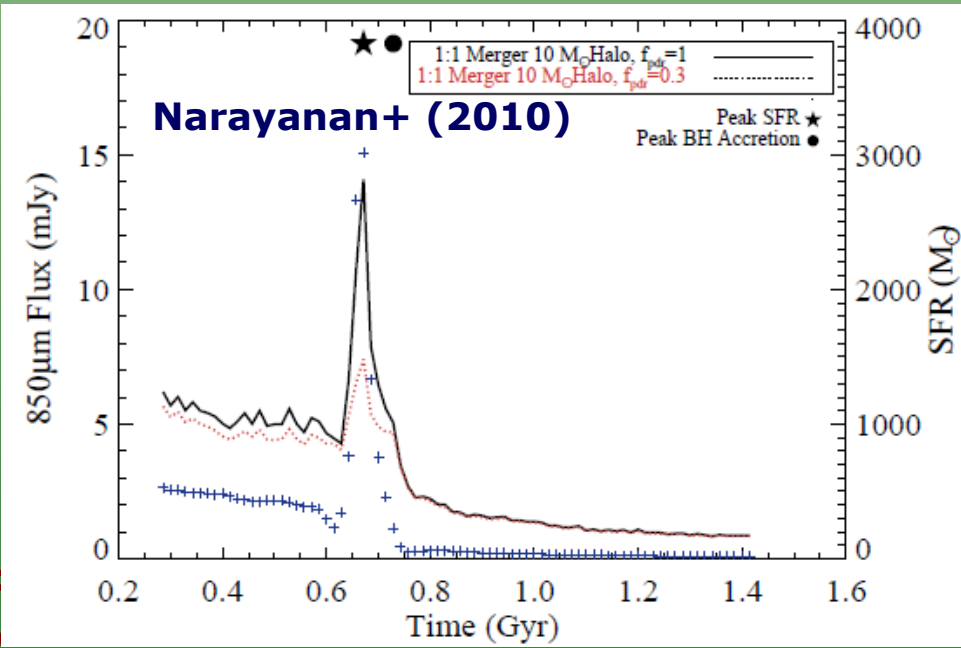 20
4000
1:1 Merger 10 M⊙Halo, fpdr=1
1:1 Merger 10 M⊙Halo, fpdr=0.3
Narayanan+ (2010)
Peak SFR ★
Peak BH Accretion ●
15
3000
10
2000
5
1000
0
0
850μm Flux (mJy)
SFR (M⊙)
0.2 0.4 0.6 0.8 1.0 1.2 1.4 1.6
Time (Gyr)